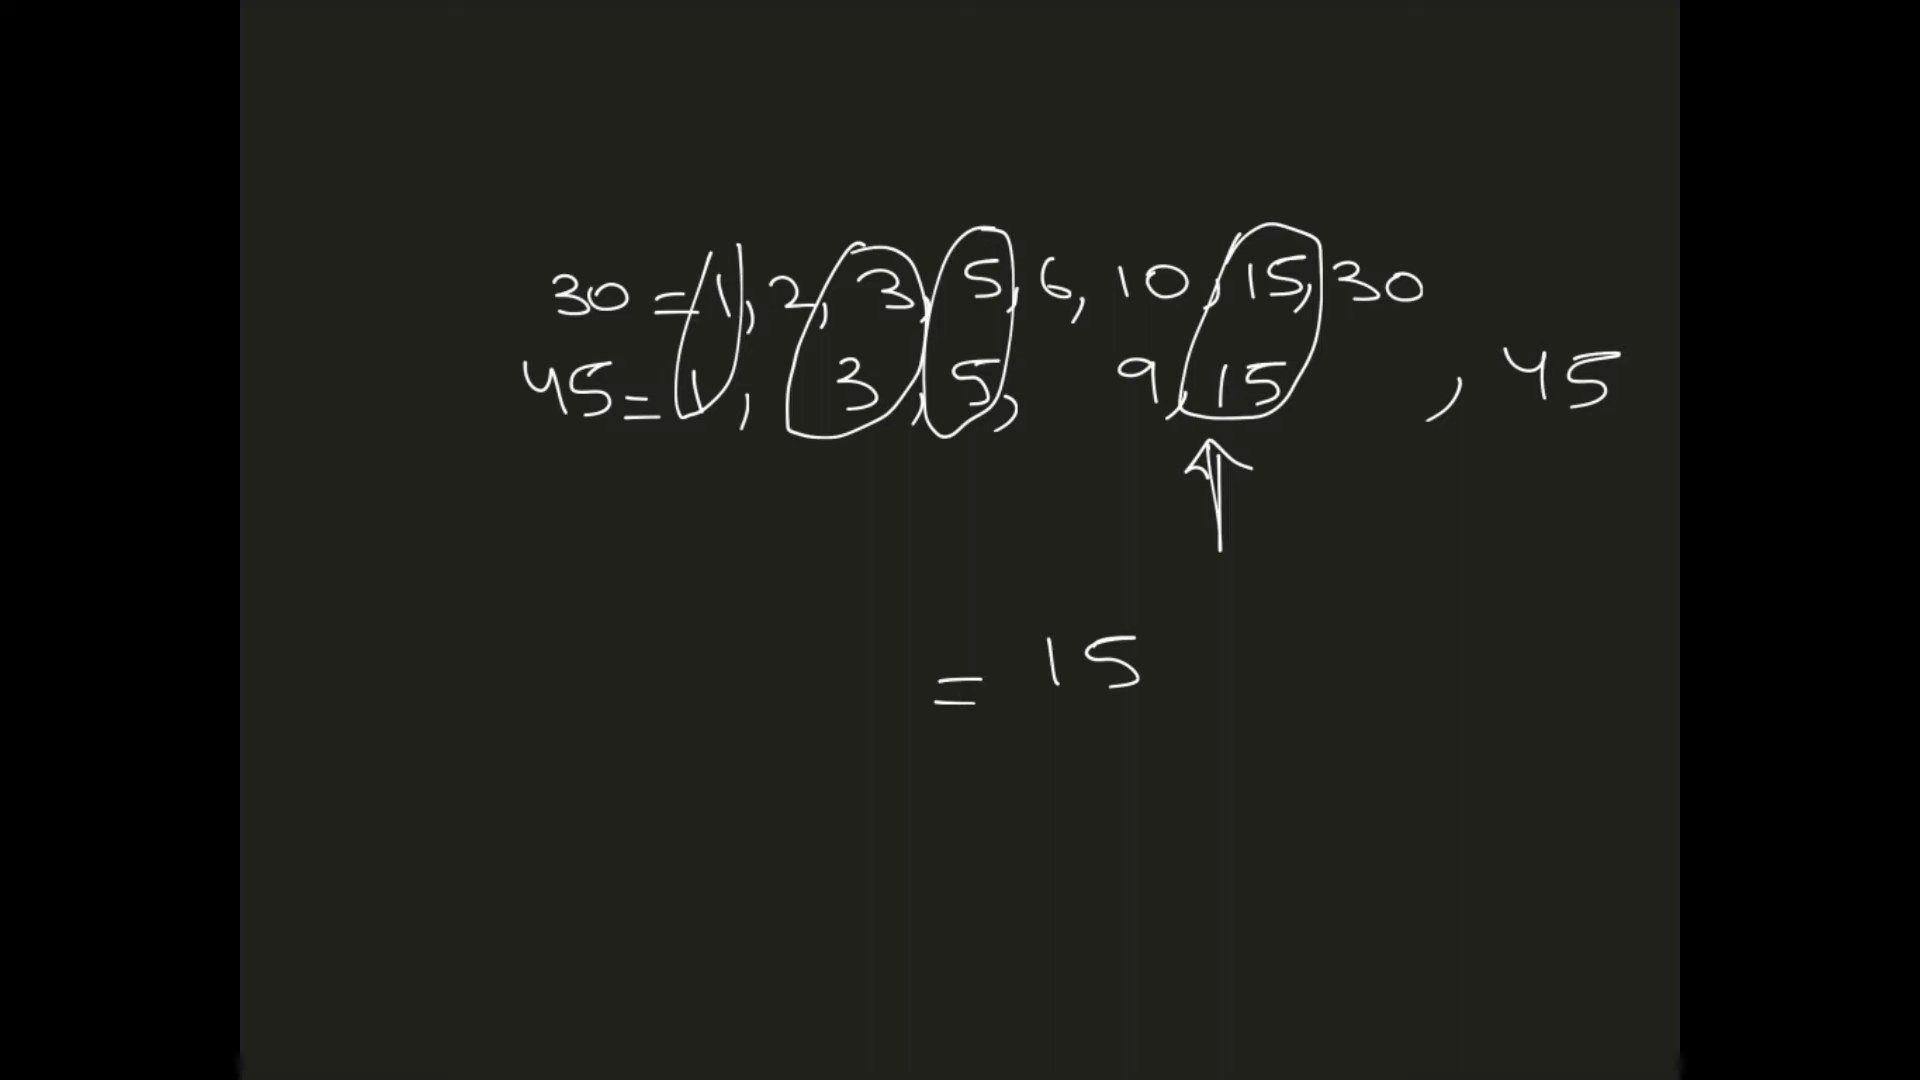 30 = 1, 2, 3, 5, 6, 10, 15, 30
45 = 1, 3, 5, 9, 15, 45
= 15